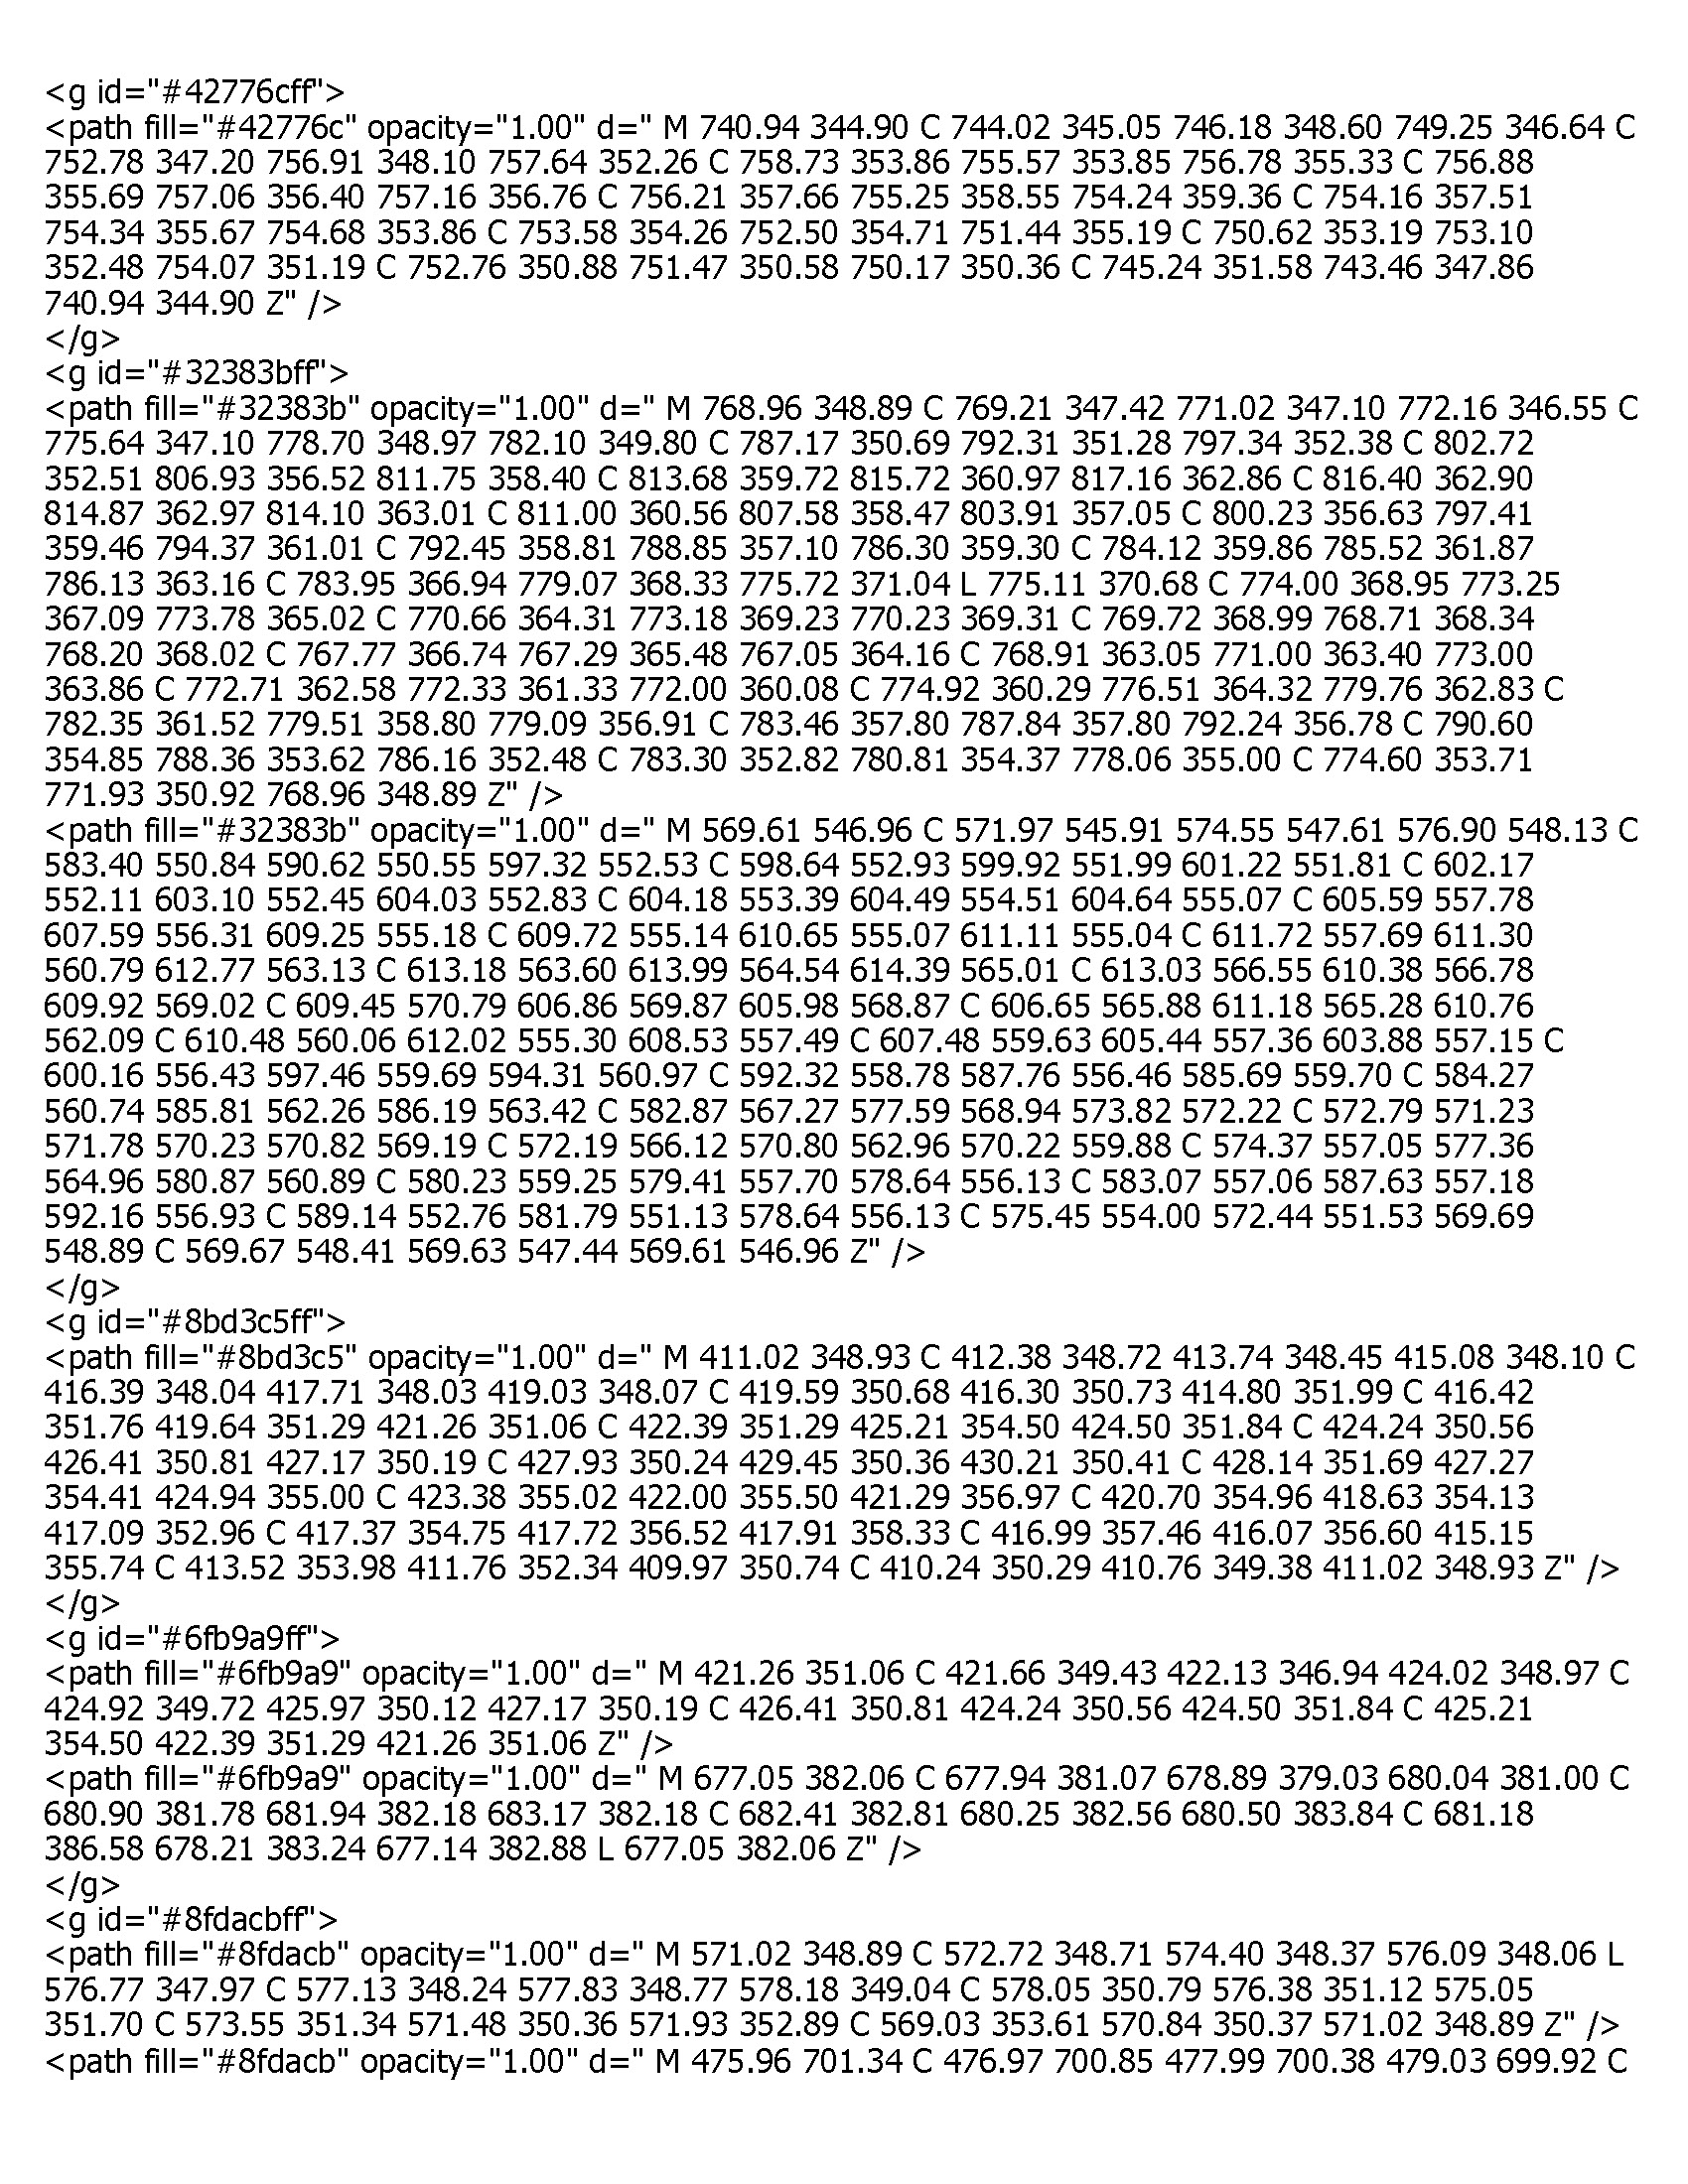 <g id="#42776cff">
<path fill="#42776c" opacity="1.00" d=" M 740.94 344.90 C 744.02 345.05 746.18 348.60 749.25 346.64 C
752.78 347.20 756.91 348.10 757.64 352.26 C 758.73 353.86 755.57 353.85 756.78 355.33 C 756.88
355.69 757.06 356.40 757.16 356.76 C 756.21 357.66 755.25 358.55 754.24 359.36 C 754.16 357.51
754.34 355.67 754.68 353.86 C 753.58 354.26 752.50 354.71 751.44 355.19 C 750.62 353.19 753.10
352.48 754.07 351.19 C 752.76 350.88 751.47 350.58 750.17 350.36 C 745.24 351.58 743.46 347.86
740.94 344.90 Z" />
</g>
<g id="#32383bff">
<path fill="#32383b" opacity="1.00" d=" M 768.96 348.89 C 769.21 347.42 771.02 347.10 772.16 346.55 C
775.64 347.10 778.70 348.97 782.10 349.80 C 787.17 350.69 792.31 351.28 797.34 352.38 C 802.72
352.51 806.93 356.52 811.75 358.40 C 813.68 359.72 815.72 360.97 817.16 362.86 C 816.40 362.90
814.87 362.97 814.10 363.01 C 811.00 360.56 807.58 358.47 803.91 357.05 C 800.23 356.63 797.41
359.46 794.37 361.01 C 792.45 358.81 788.85 357.10 786.30 359.30 C 784.12 359.86 785.52 361.87
786.13 363.16 C 783.95 366.94 779.07 368.33 775.72 371.04 L 775.11 370.68 C 774.00 368.95 773.25
367.09 773.78 365.02 C 770.66 364.31 773.18 369.23 770.23 369.31 C 769.72 368.99 768.71 368.34
768.20 368.02 C 767.77 366.74 767.29 365.48 767.05 364.16 C 768.91 363.05 771.00 363.40 773.00
363.86 C 772.71 362.58 772.33 361.33 772.00 360.08 C 774.92 360.29 776.51 364.32 779.76 362.83 C
782.35 361.52 779.51 358.80 779.09 356.91 C 783.46 357.80 787.84 357.80 792.24 356.78 C 790.60
354.85 788.36 353.62 786.16 352.48 C 783.30 352.82 780.81 354.37 778.06 355.00 C 774.60 353.71
771.93 350.92 768.96 348.89 Z" />
<path fill="#32383b" opacity="1.00" d=" M 569.61 546.96 C 571.97 545.91 574.55 547.61 576.90 548.13 C
583.40 550.84 590.62 550.55 597.32 552.53 C 598.64 552.93 599.92 551.99 601.22 551.81 C 602.17
552.11 603.10 552.45 604.03 552.83 C 604.18 553.39 604.49 554.51 604.64 555.07 C 605.59 557.78
607.59 556.31 609.25 555.18 C 609.72 555.14 610.65 555.07 611.11 555.04 C 611.72 557.69 611.30
560.79 612.77 563.13 C 613.18 563.60 613.99 564.54 614.39 565.01 C 613.03 566.55 610.38 566.78
609.92 569.02 C 609.45 570.79 606.86 569.87 605.98 568.87 C 606.65 565.88 611.18 565.28 610.76
562.09 C 610.48 560.06 612.02 555.30 608.53 557.49 C 607.48 559.63 605.44 557.36 603.88 557.15 C
600.16 556.43 597.46 559.69 594.31 560.97 C 592.32 558.78 587.76 556.46 585.69 559.70 C 584.27
560.74 585.81 562.26 586.19 563.42 C 582.87 567.27 577.59 568.94 573.82 572.22 C 572.79 571.23
571.78 570.23 570.82 569.19 C 572.19 566.12 570.80 562.96 570.22 559.88 C 574.37 557.05 577.36
564.96 580.87 560.89 C 580.23 559.25 579.41 557.70 578.64 556.13 C 583.07 557.06 587.63 557.18
592.16 556.93 C 589.14 552.76 581.79 551.13 578.64 556.13 C 575.45 554.00 572.44 551.53 569.69
548.89 C 569.67 548.41 569.63 547.44 569.61 546.96 Z" />
</g>
<g id="#8bd3c5ff">
<path fill="#8bd3c5" opacity="1.00" d=" M 411.02 348.93 C 412.38 348.72 413.74 348.45 415.08 348.10 C
416.39 348.04 417.71 348.03 419.03 348.07 C 419.59 350.68 416.30 350.73 414.80 351.99 C 416.42
351.76 419.64 351.29 421.26 351.06 C 422.39 351.29 425.21 354.50 424.50 351.84 C 424.24 350.56
426.41 350.81 427.17 350.19 C 427.93 350.24 429.45 350.36 430.21 350.41 C 428.14 351.69 427.27
354.41 424.94 355.00 C 423.38 355.02 422.00 355.50 421.29 356.97 C 420.70 354.96 418.63 354.13
417.09 352.96 C 417.37 354.75 417.72 356.52 417.91 358.33 C 416.99 357.46 416.07 356.60 415.15
355.74 C 413.52 353.98 411.76 352.34 409.97 350.74 C 410.24 350.29 410.76 349.38 411.02 348.93 Z" />
</g>
<g id="#6fb9a9ff">
<path fill="#6fb9a9" opacity="1.00" d=" M 421.26 351.06 C 421.66 349.43 422.13 346.94 424.02 348.97 C
424.92 349.72 425.97 350.12 427.17 350.19 C 426.41 350.81 424.24 350.56 424.50 351.84 C 425.21
354.50 422.39 351.29 421.26 351.06 Z" />
<path fill="#6fb9a9" opacity="1.00" d=" M 677.05 382.06 C 677.94 381.07 678.89 379.03 680.04 381.00 C
680.90 381.78 681.94 382.18 683.17 382.18 C 682.41 382.81 680.25 382.56 680.50 383.84 C 681.18
386.58 678.21 383.24 677.14 382.88 L 677.05 382.06 Z" />
</g>
<g id="#8fdacbff">
<path fill="#8fdacb" opacity="1.00" d=" M 571.02 348.89 C 572.72 348.71 574.40 348.37 576.09 348.06 L
576.77 347.97 C 577.13 348.24 577.83 348.77 578.18 349.04 C 578.05 350.79 576.38 351.12 575.05
351.70 C 573.55 351.34 571.48 350.36 571.93 352.89 C 569.03 353.61 570.84 350.37 571.02 348.89 Z" />
<path fill="#8fdacb" opacity="1.00" d=" M 475.96 701.34 C 476.97 700.85 477.99 700.38 479.03 699.92 C